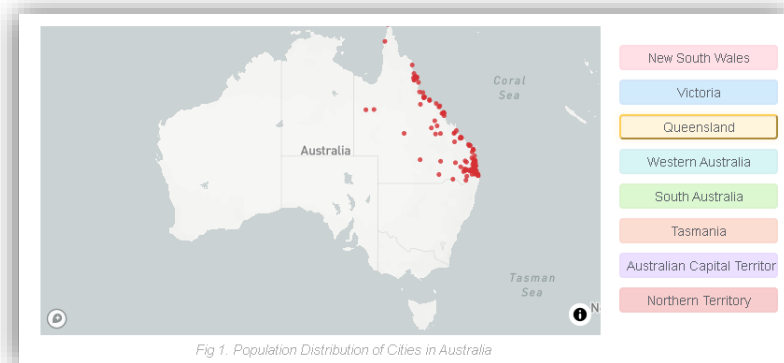 Coral
Sea
Australia
Tasman
Sea
N
New South Wales
Victoria
Queensland
Western Australia
South Australia
Tasmania
Australian Capital Territor
Northern Territory
Fig 1. Population Distribution of Cities in Australia